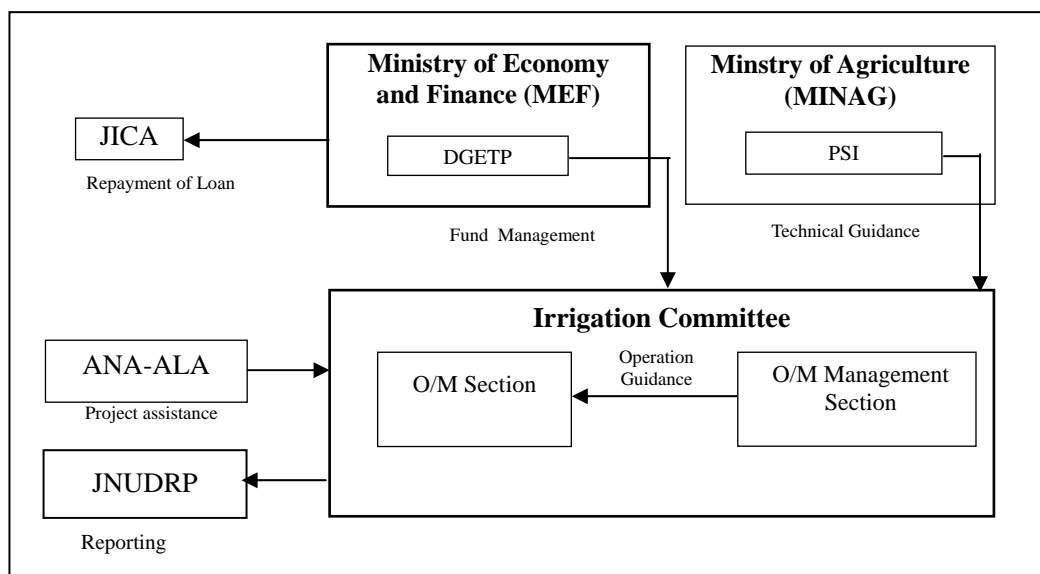 Ministry of Economy
and Finance (MEF)
DGETP
Minstry of Agriculture
(MINAG)
PSI
JICA
Repayment of Loan
Fund Management
Technical Guidance
Irrigation Committee
ANA-ALA
Project assistance
O/M Section
Operation
Guidance
O/M Management
Section
JNUDRP
Reporting